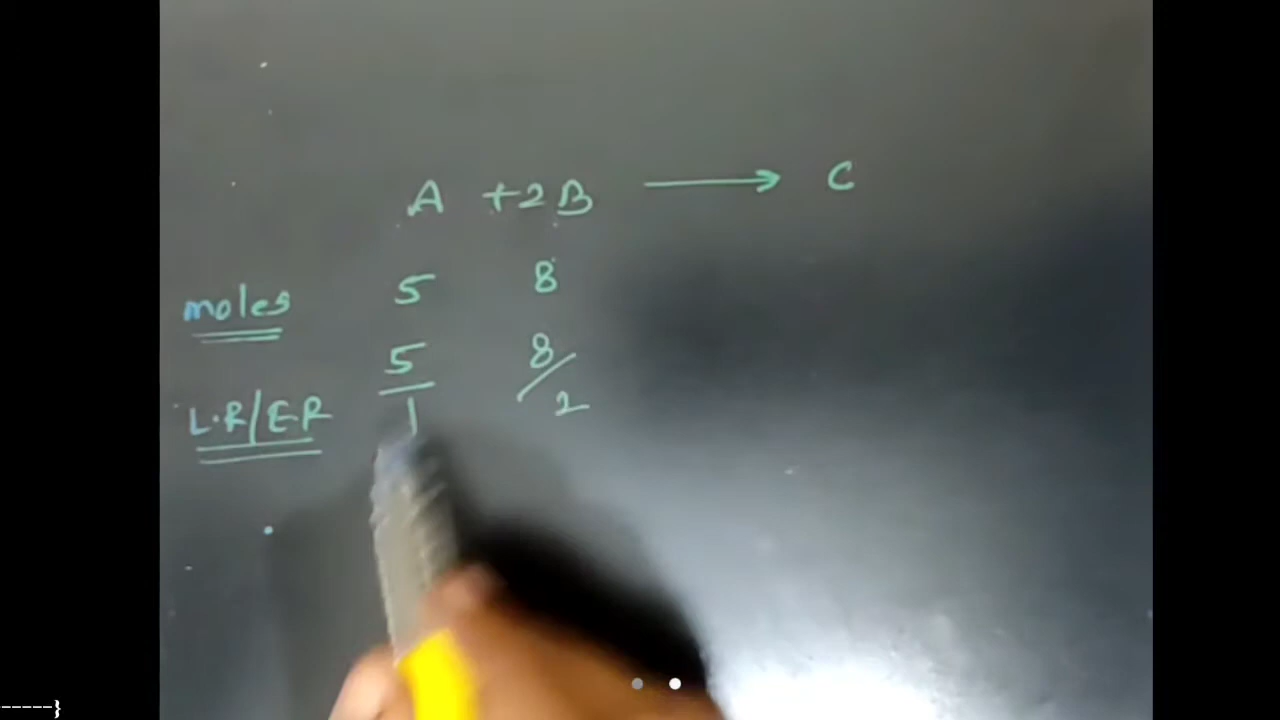 A + 2B ⟶ C
moles 5 8
L.R/E.R 5/1 8/2
-----}